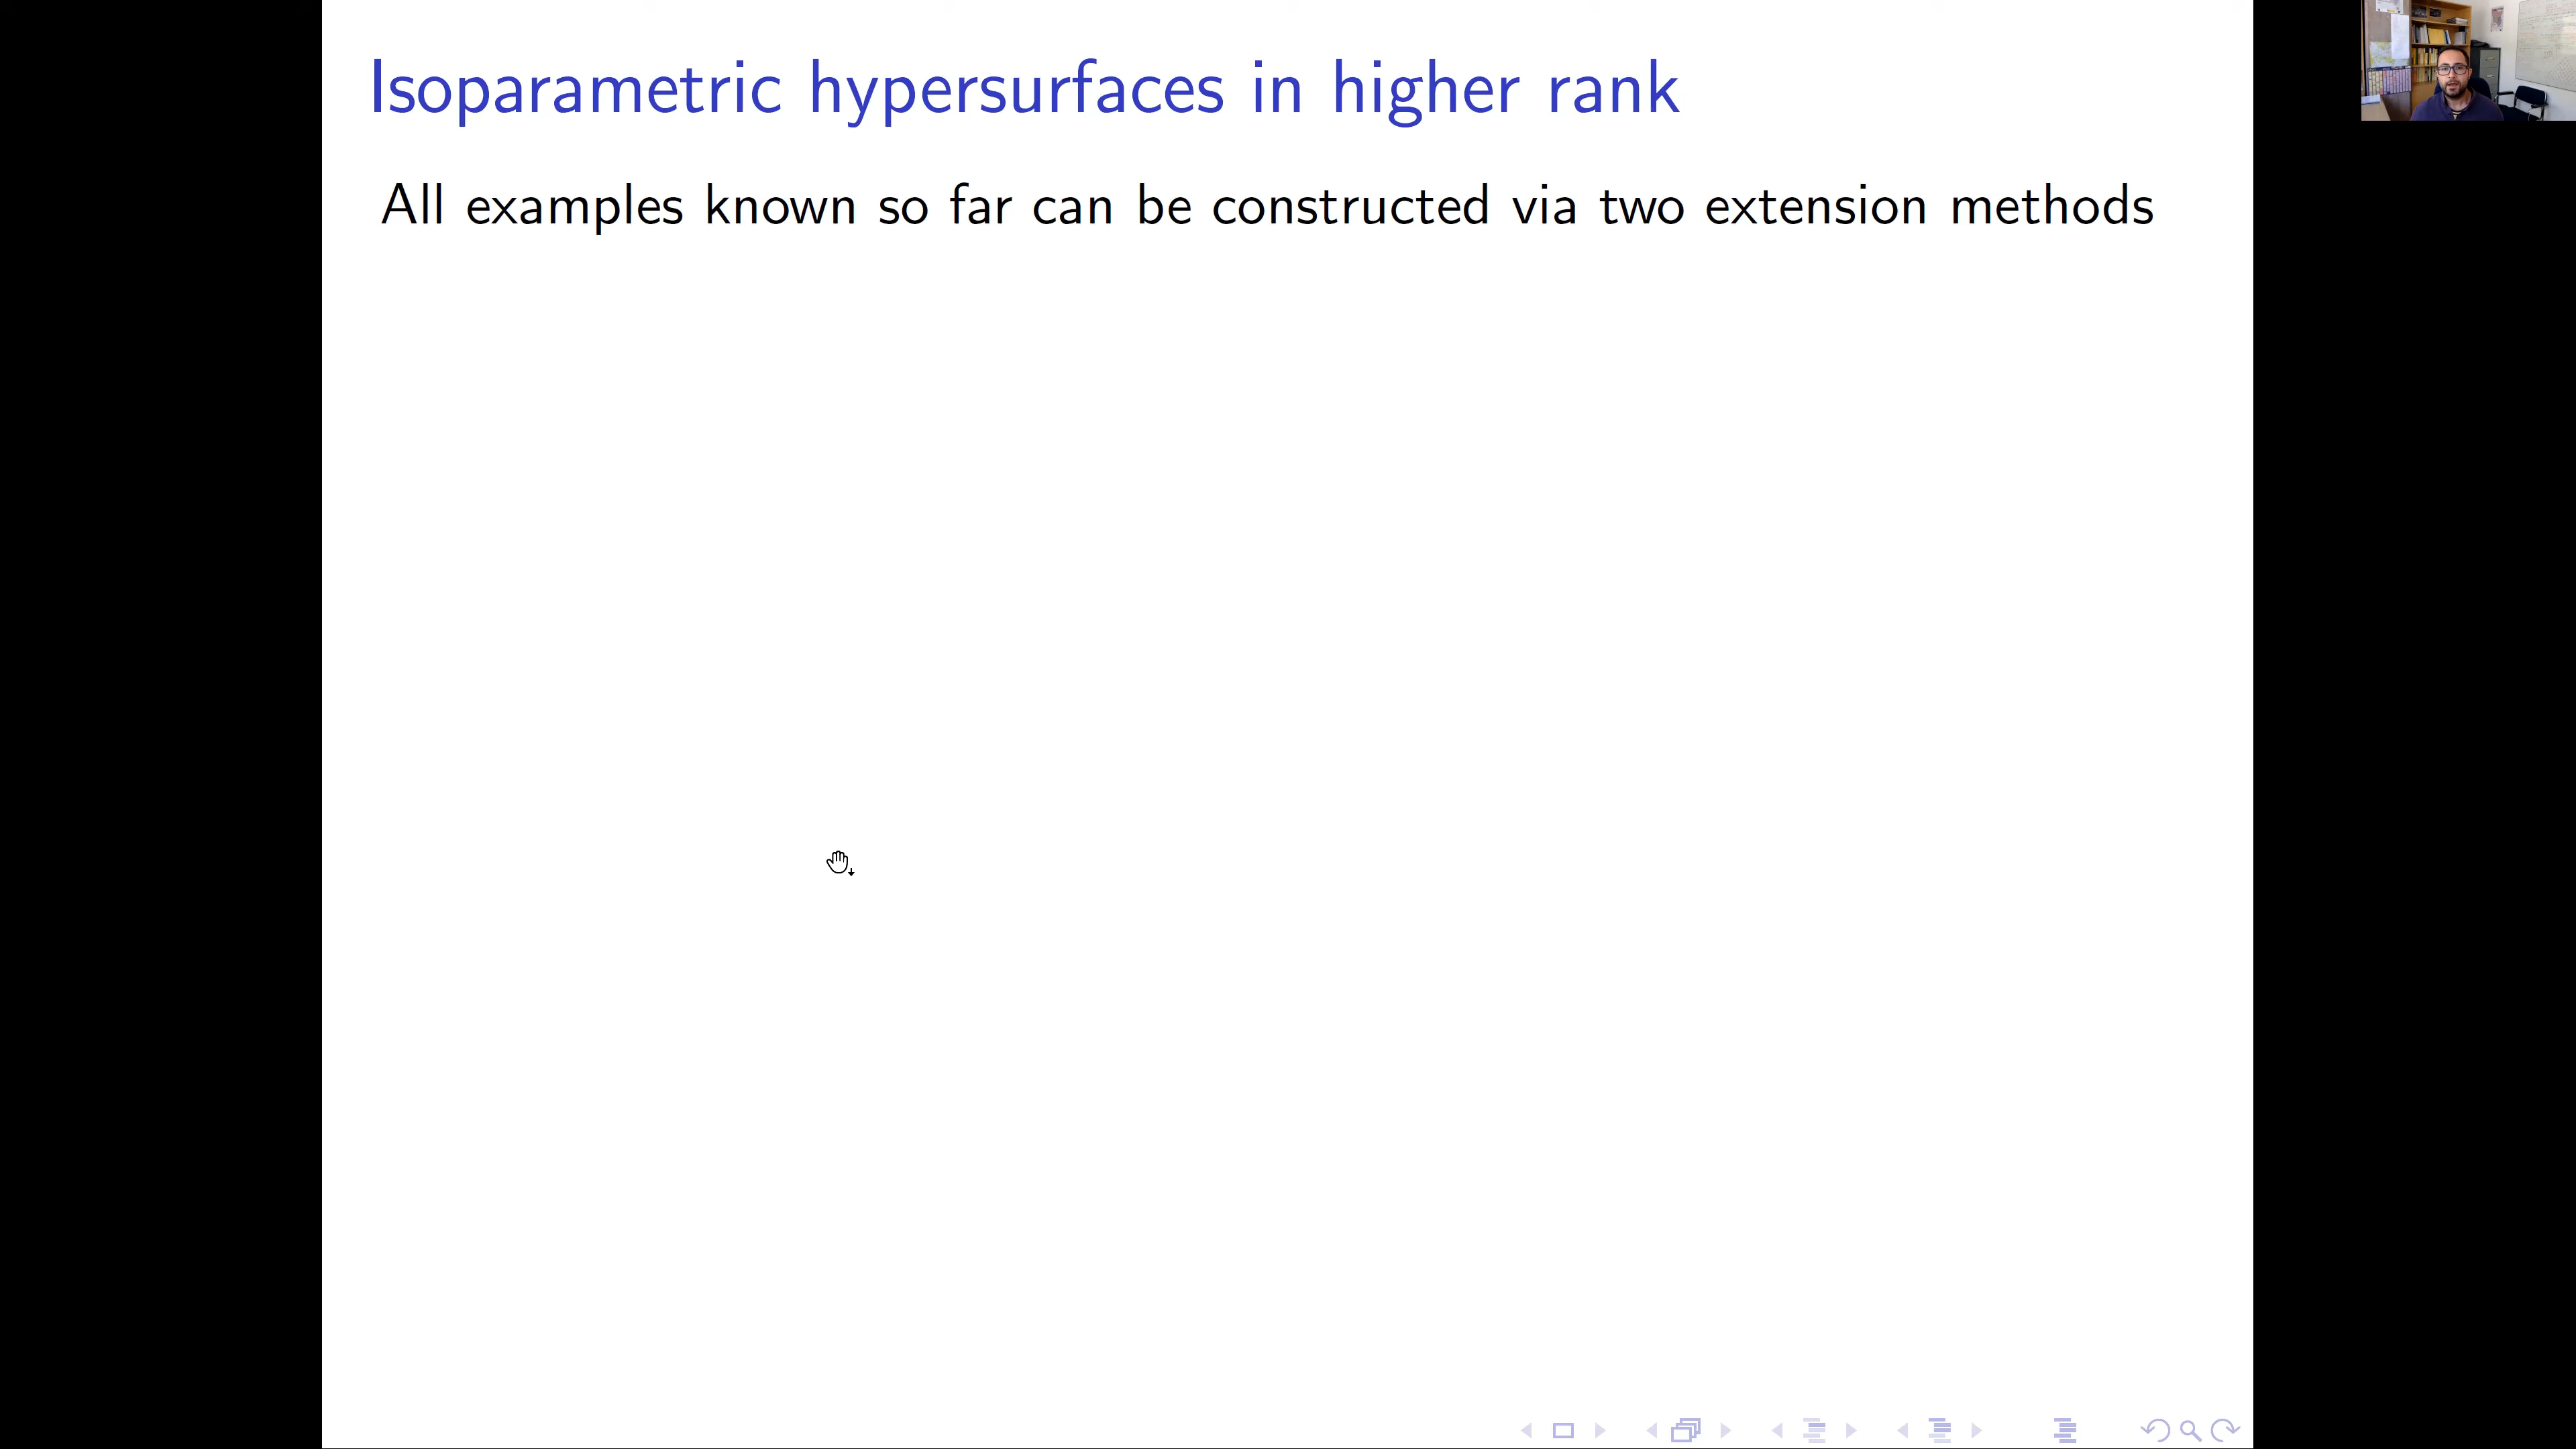 Isoparametric hypersurfaces in higher rank
All examples known so far can be constructed via two extension methods